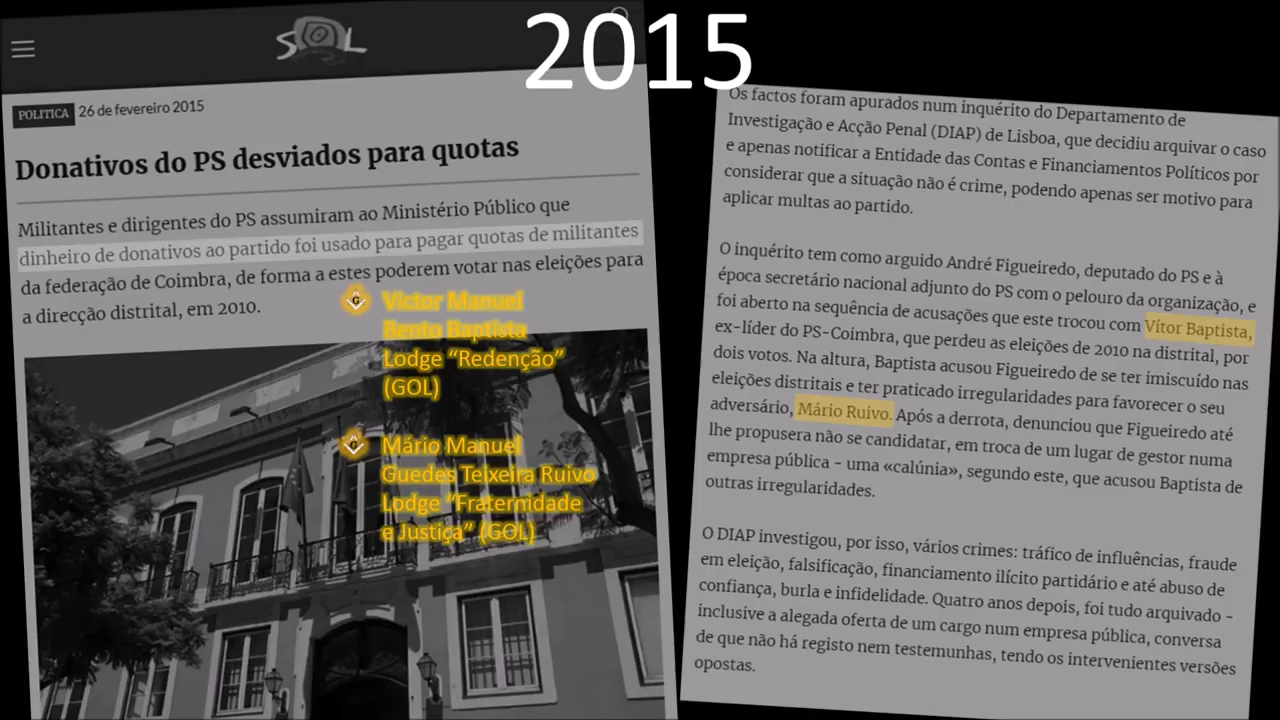 2015
SOL
POLITICA 26 de fevereiro 2015
Donativos do PS desviados para quotas
Militantes e dirigentes do PS assumiram ao Ministério Público que
dinheiro de donativos ao partido foi usado para pagar quotas de militantes
da federação de Coimbra, de forma a estes poderem votar nas eleições para
a direcção distrital, em 2010.
G Victor Manuel
Bento Baptista
Lodge “Redenção”
(GOL)
G Mário Manuel
Guedes Teixeira Ruivo
Lodge “Fraternidade
e Justiça” (GOL)
Os factos foram apurados num inquérito do Departamento de
Investigação e Acção Penal (DIAP) de Lisboa, que decidiu arquivar o caso
e apenas notificar a Entidade das Contas e Financiamentos Políticos por
considerar que a situação não é crime, podendo apenas ser motivo para
aplicar multas ao partido.
O inquérito tem como arguido André Figueiredo, deputado do PS e à
época secretário nacional adjunto do PS com o pelouro da organização, e
foi aberto na sequência de acusações que este trocou com Vítor Baptista,
ex-líder do PS-Coimbra, que perdeu as eleições de 2010 na distrital, por
dois votos. Na altura, Baptista acusou Figueiredo de se ter imiscuído nas
eleições distritais e ter praticado irregularidades para favorecer o seu
adversário, Mário Ruivo. Após a derrota, denunciou que Figueiredo até
lhe propusera não se candidatar, em troca de um lugar de gestor numa
empresa pública - uma «calúnia», segundo este, que acusou Baptista de
outras irregularidades.
O DIAP investigou, por isso, vários crimes: tráfico de influências, fraude
em eleição, falsificação, financiamento ilícito partidário e até abuso de
confiança, burla e infidelidade. Quatro anos depois, foi tudo arquivado -
inclusive a alegada oferta de um cargo num empresa pública, conversa
de que não há registo nem testemunhas, tendo os intervenientes versões
opostas.